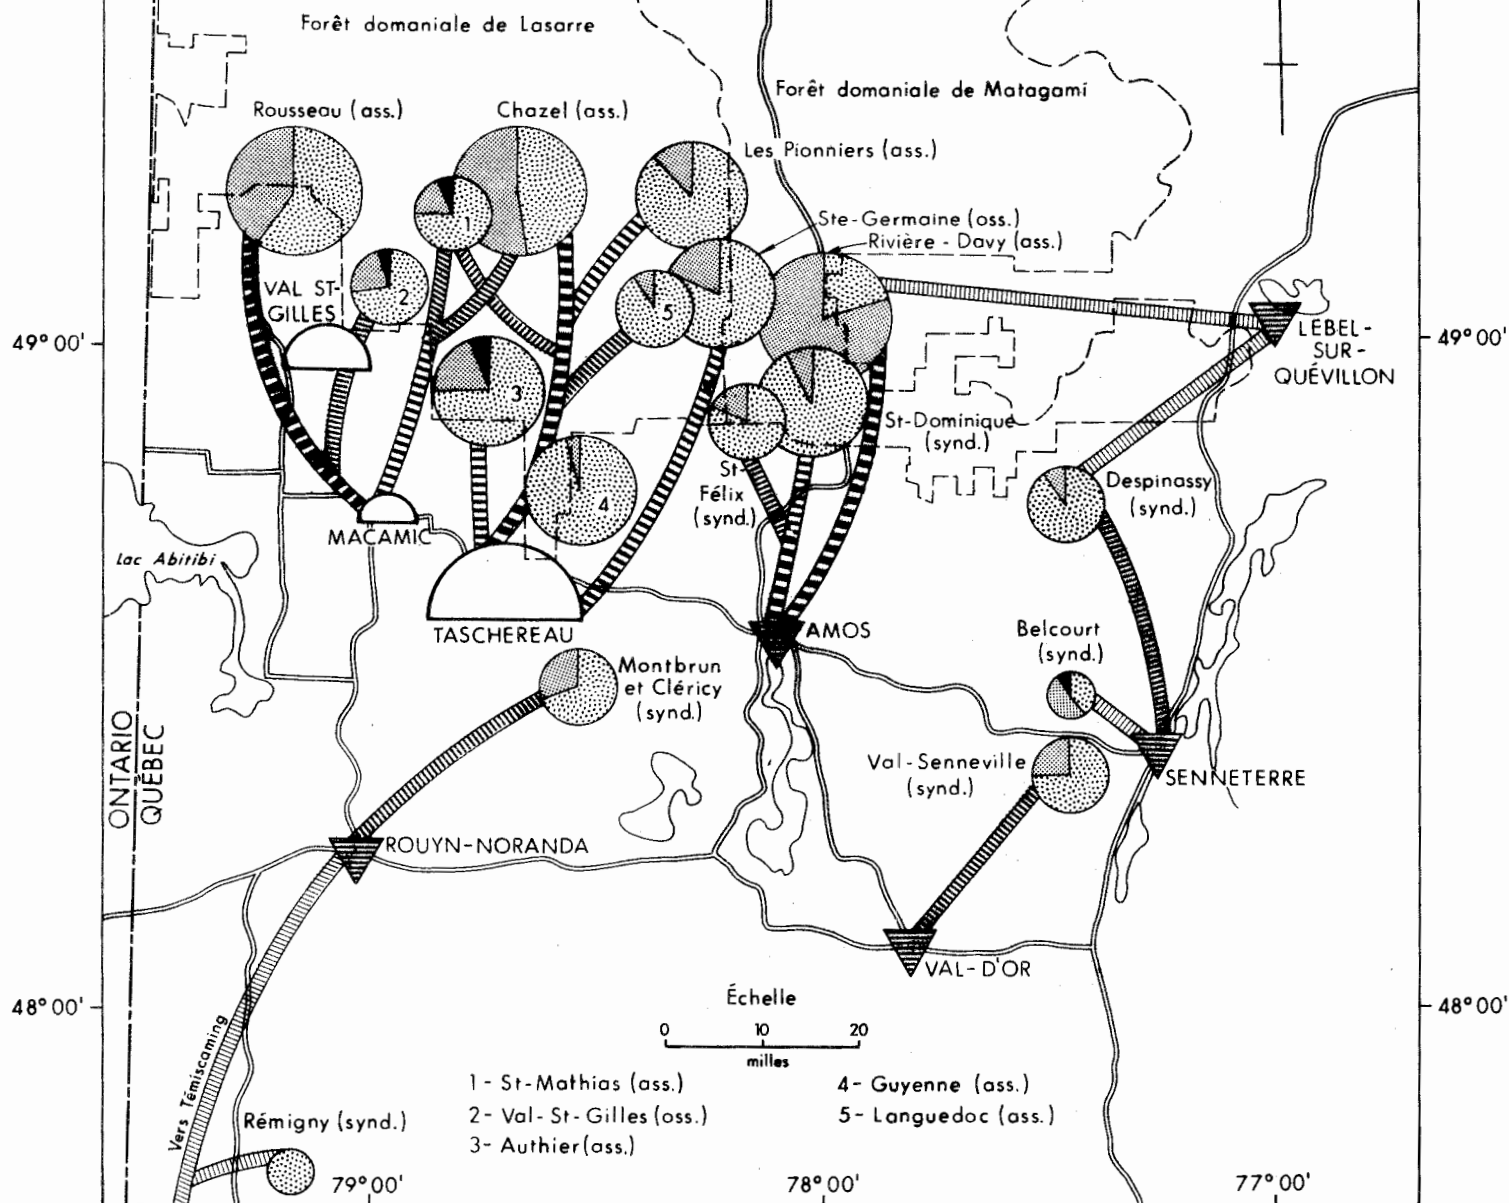 Forêt domaniale de Lasarre
Forêt domaniale de Matagami
Rousseau (ass.)
Chazel (ass.)
Les Pionniers (ass.)
Ste-Germaine (oss.)
Rivière - Davy (ass.)
1
2
VAL ST-
GILLES
5
49°00'
49°00'
LEBEL-
SUR-
QUÉVILLON
3
St-Dominique
(synd.)
4
St-
Félix
(synd.)
Despinassy
(synd.)
MACAMIC
Lac Abitibi
TASCHEREAU
AMOS
Belcourt
(synd.)
Montbrun
et Cléricy
(synd.)
ONTARIO
QUÉBEC
Val-Senneville
(synd.)
SENNETERRE
ROUYN-NORANDA
VAL-D'OR
48°00'
48°00'
Échelle
0 10 20
milles
Vers Témiscaming
1- St-Mathias (ass.)
2- Val-St-Gilles (oss.)
3- Authier (ass.)
4- Guyenne (ass.)
5- Languedoc (ass.)
Rémigny (synd.)
79°00'
78°00'
77°00'